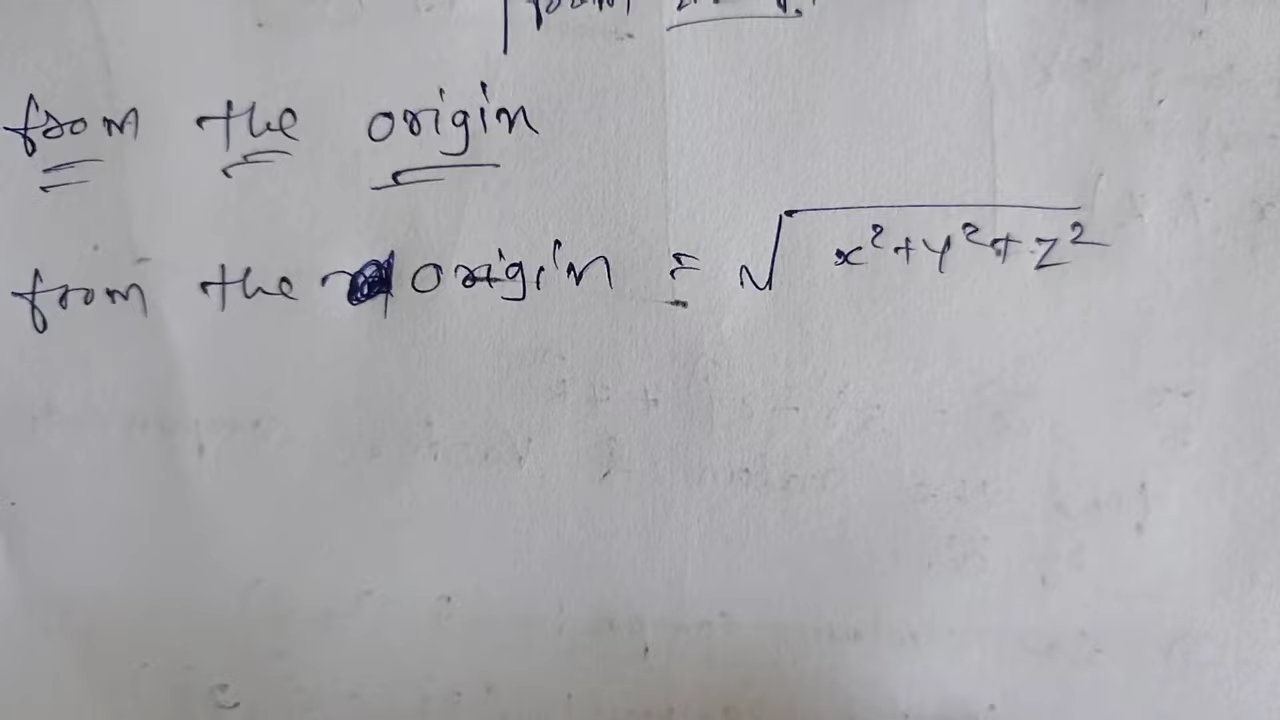 from the origin
from the origin = √x²+y²+z²